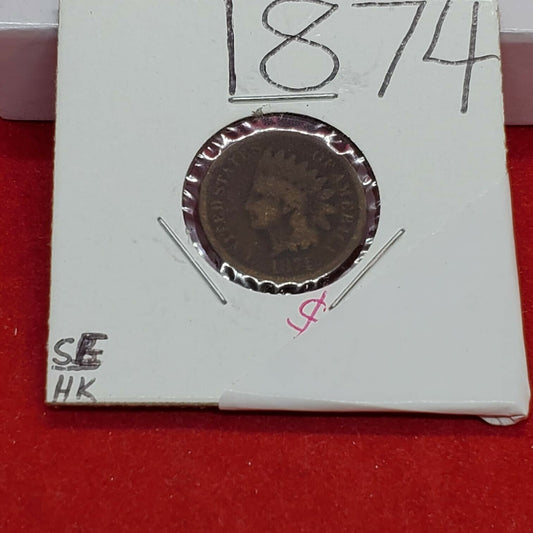 1874
UNITED STATES OF AMERICA
$
SE
HK